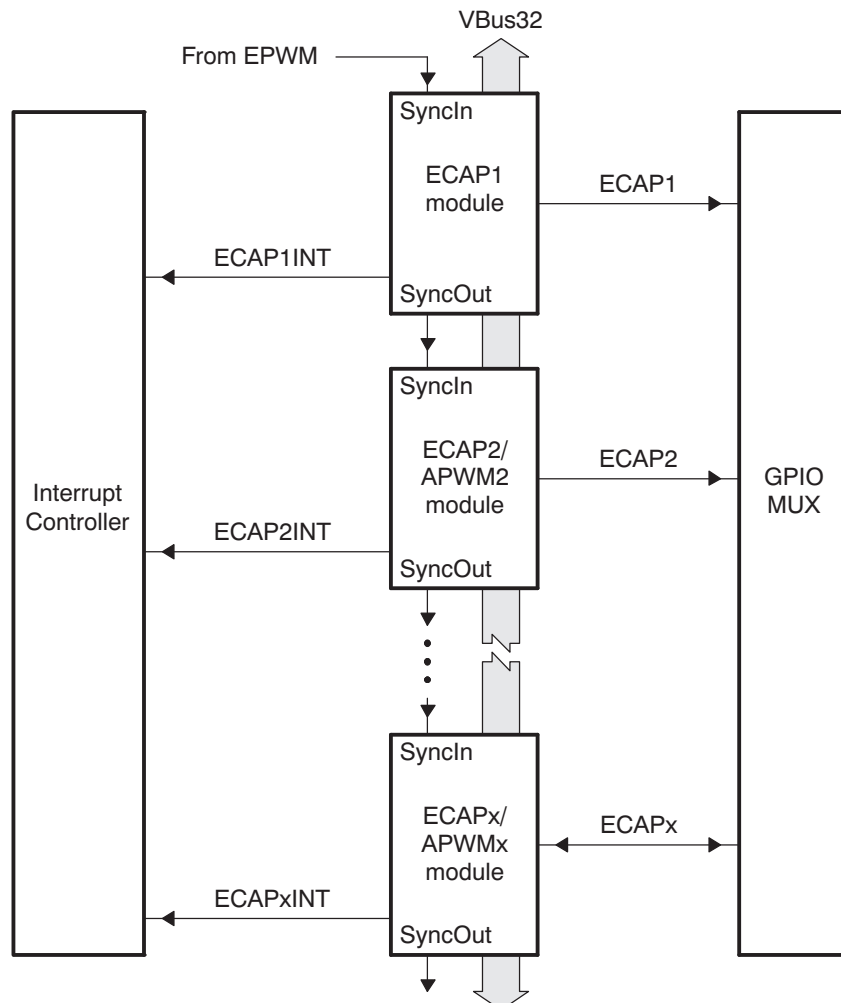 VBus32
From EPWM
SyncIn
ECAP1
module
ECAP1
ECAP1INT
SyncOut
SyncIn
ECAP2/
APWM2
module
ECAP2
Interrupt
Controller
GPIO
MUX
ECAP2INT
SyncOut
SyncIn
ECAPx/
APWMx
module
ECAPx
ECAPxINT
SyncOut